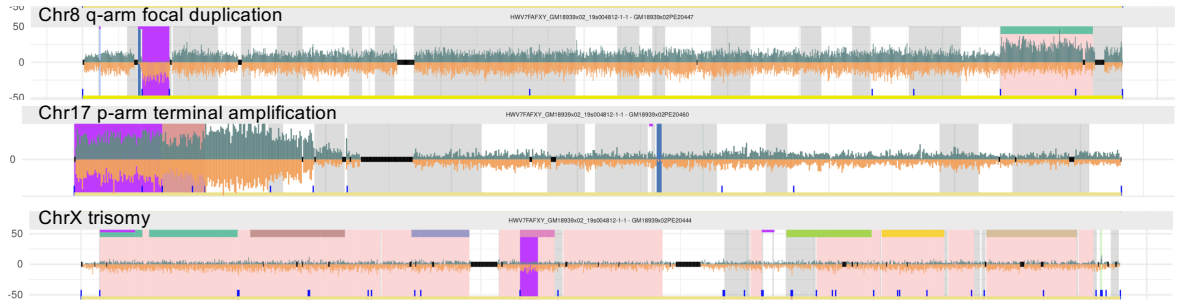 -50
Chr8 q-arm focal duplication
HWV7FAFXY_GM18939x02_19s004812-1-1 - GM18939x02PE20447
50
0
-50
Chr17 p-arm terminal amplification
HWV7FAFXY_GM18939x02_19s004812-1-1 - GM18939x02PE20460
0
ChrX trisomy
HWV7FAFXY_GM18939x02_19s004812-1-1 - GM18939x02PE20444
50
0
-50